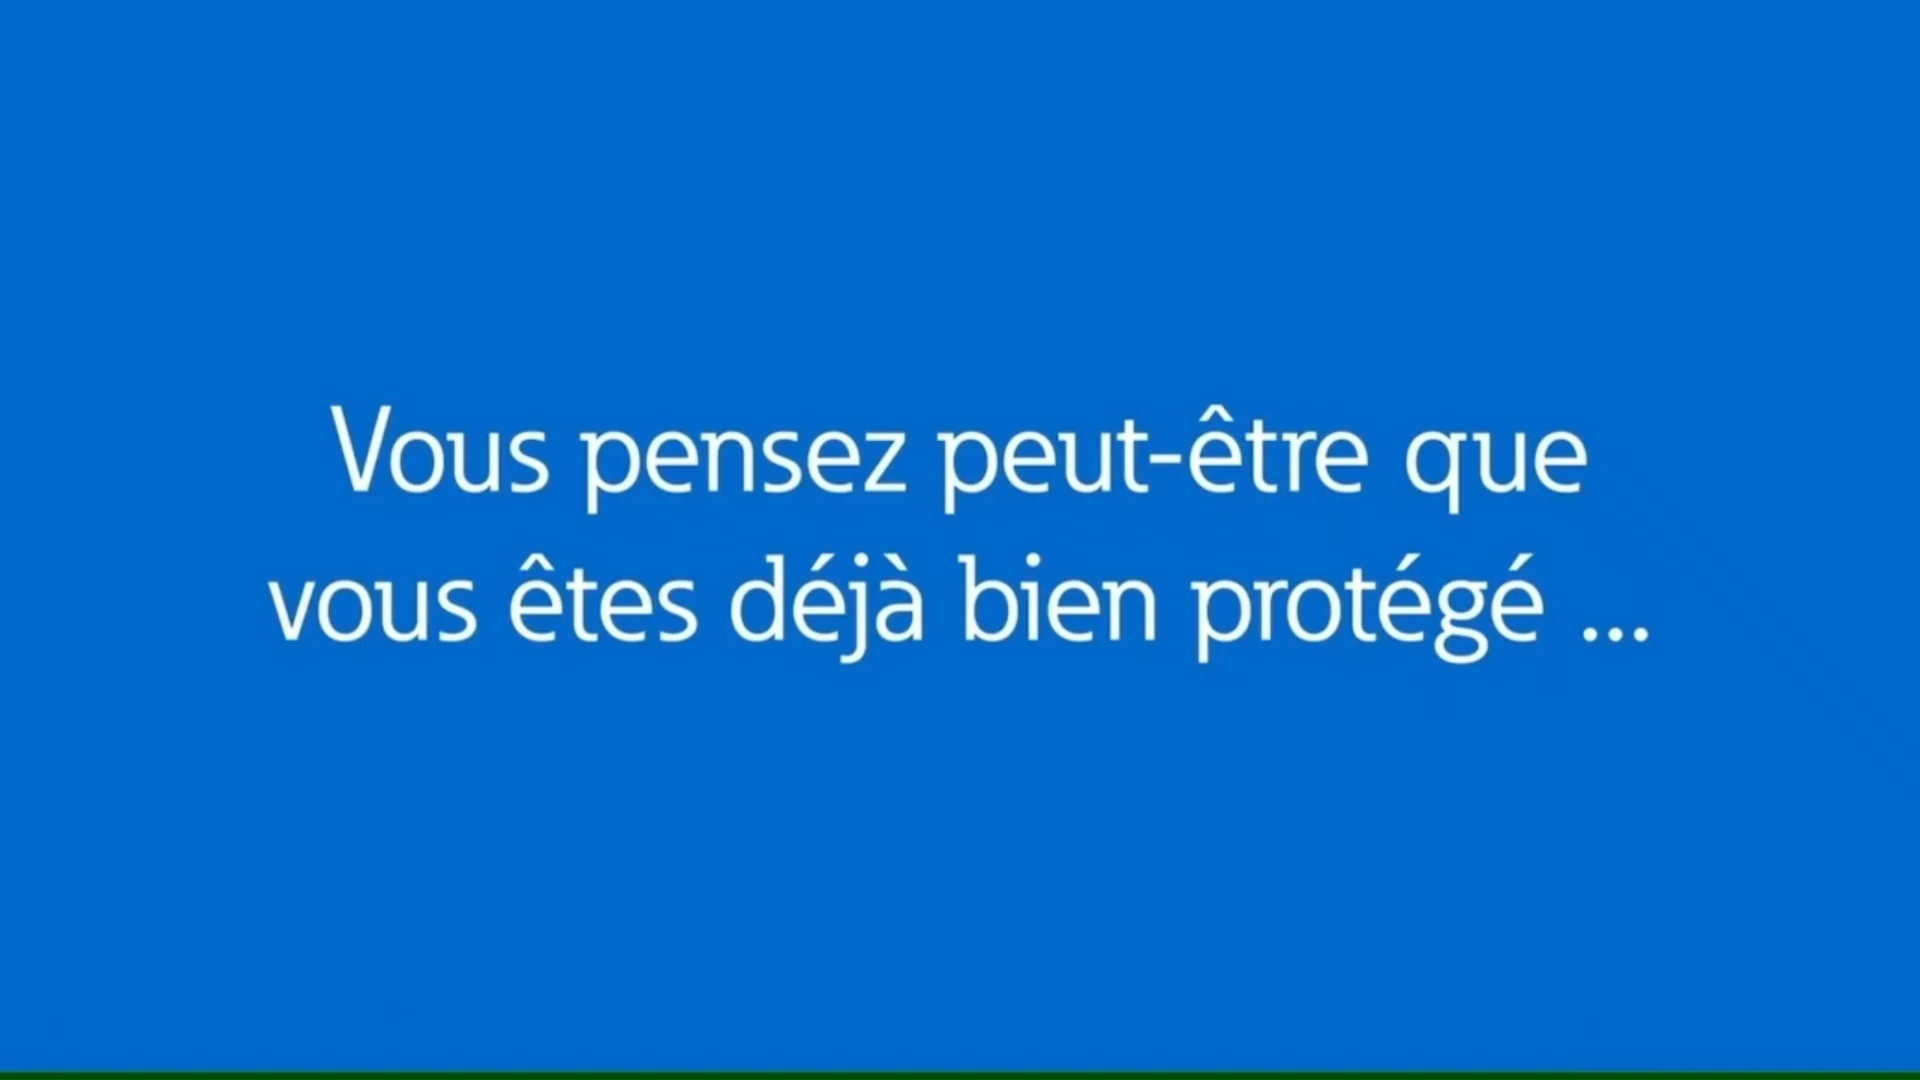 Vous pensez peut-être que
vous êtes déjà bien protégé ...